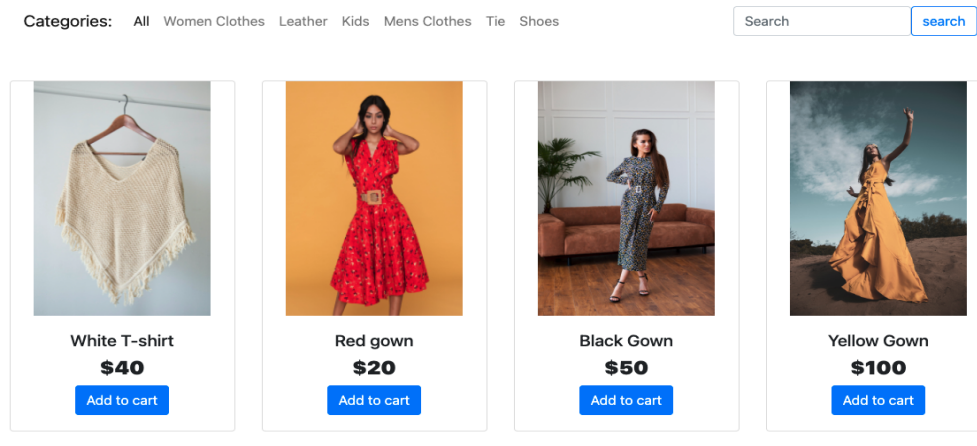 Categories: All Women Clothes Leather Kids Mens Clothes Tie Shoes Search search
White T-shirt Red gown Black Gown Yellow Gown
$40 $20 $50 $100
Add to cart Add to cart Add to cart Add to cart